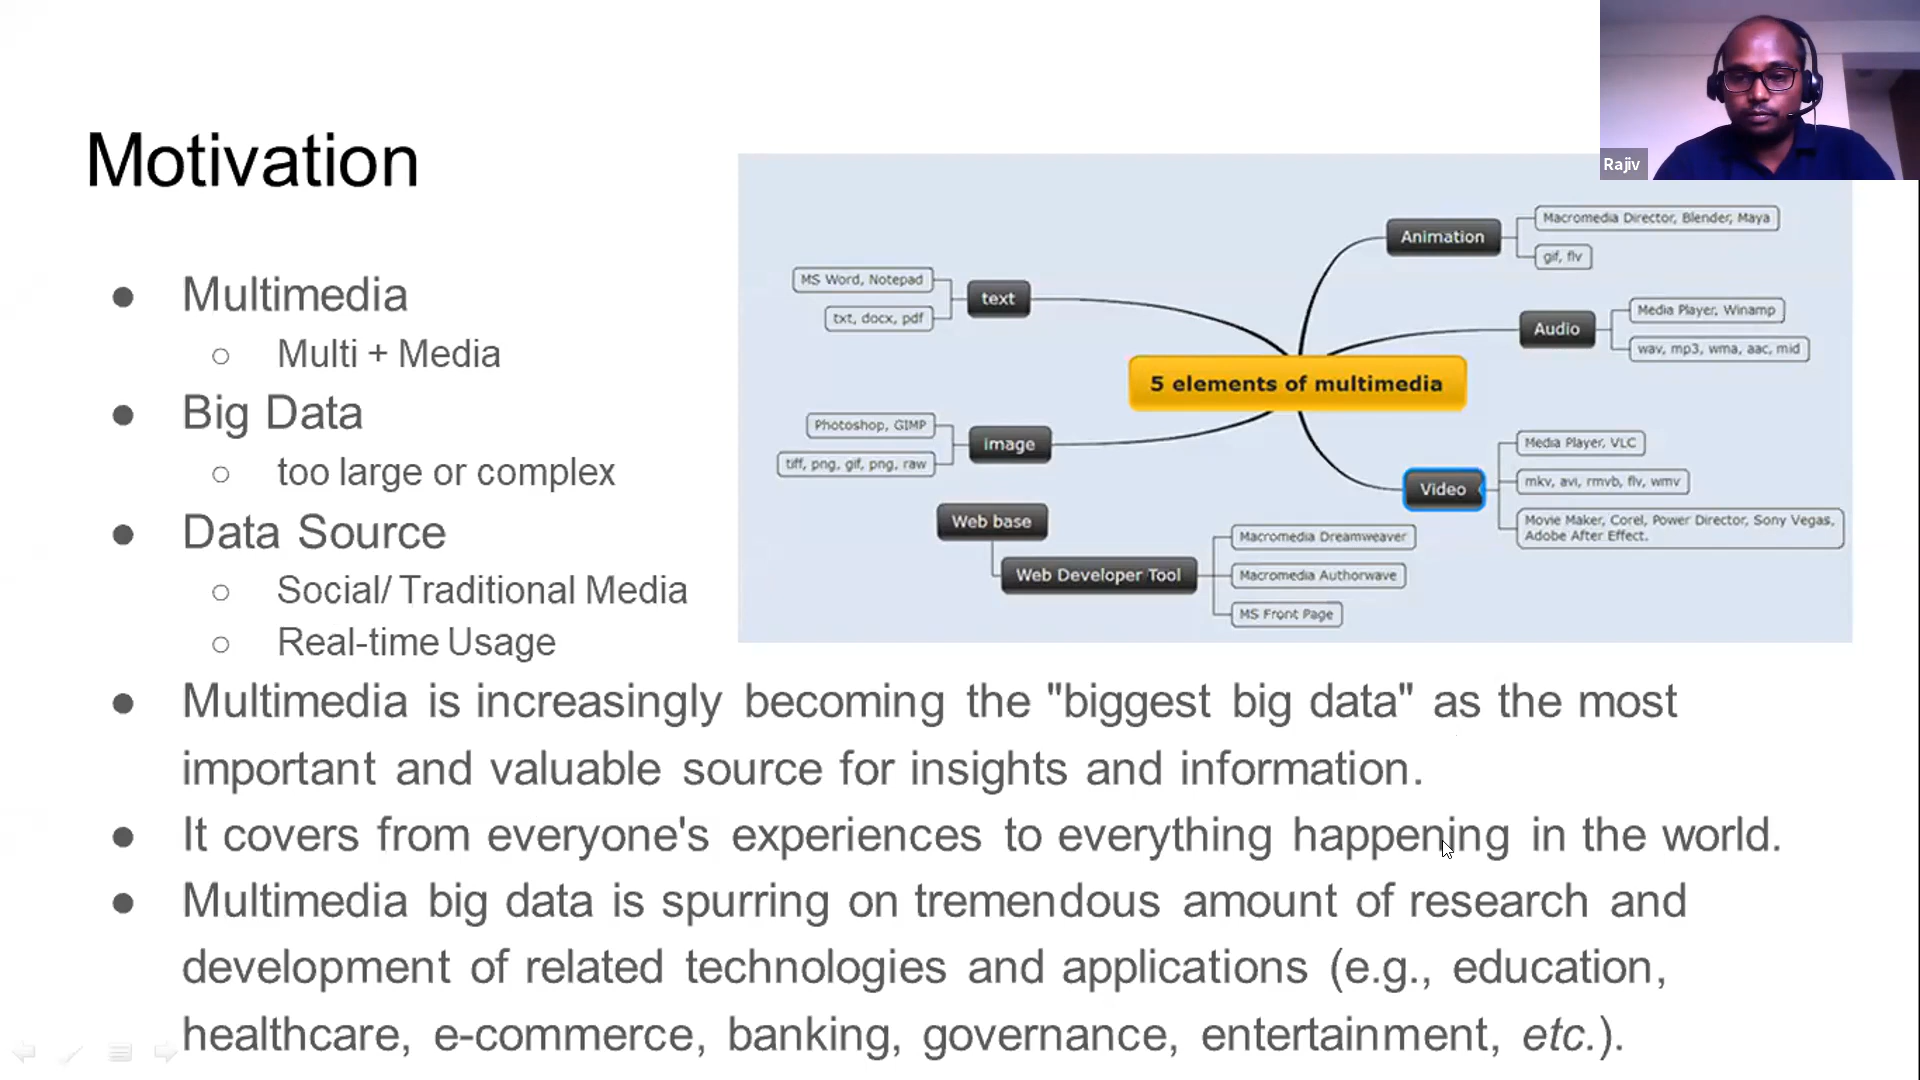 Rajiv
Motivation
● Multimedia
○ Multi + Media
● Big Data
○ too large or complex
● Data Source
○ Social/ Traditional Media
○ Real-time Usage
● Multimedia is increasingly becoming the "biggest big data" as the most
important and valuable source for insights and information.
● It covers from everyone's experiences to everything happening in the world.
● Multimedia big data is spurring on tremendous amount of research and
development of related technologies and applications (e.g., education,
healthcare, e-commerce, banking, governance, entertainment, etc.).
5 elements of multimedia
text
MS Word, Notepad
txt, docx, pdf
image
Photoshop, GIMP
tiff, png, gif, png, raw
Web base
Web Developer Tool
Macromedia Dreamweaver
Macromedia Authorwave
MS Front Page
Animation
Macromedia Director, Blender, Maya
gif, flv
Audio
Media Player, Winamp
wav, mp3, wma, aac, mid
Video
Media Player, VLC
mkv, avi, rmvb, flv, wmv
Movie Maker, Corel, Power Director, Sony Vegas,
Adobe After Effect.